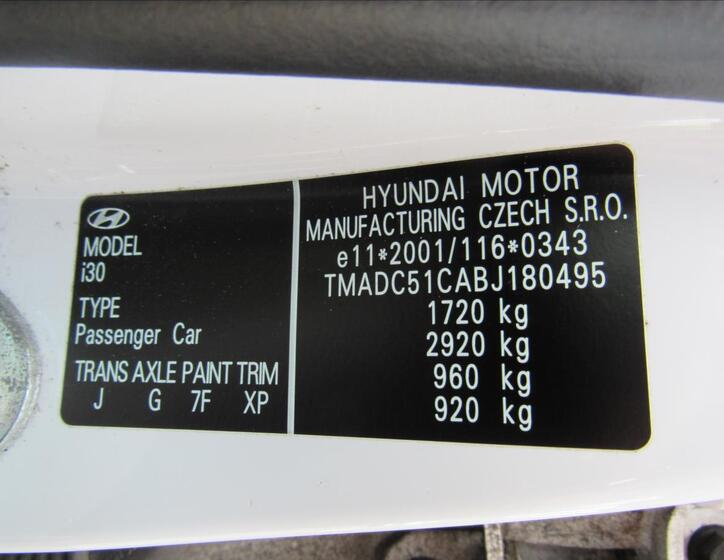 MODEL
i30
TYPE
Passenger Car
TRANS AXLE PAINT TRIM
J G 7F XP
HYUNDAI MOTOR
MANUFACTURING CZECH S.R.O.
e11*2001/116*0343
TMADC51CABJ180495
1720 kg
2920 kg
960 kg
920 kg